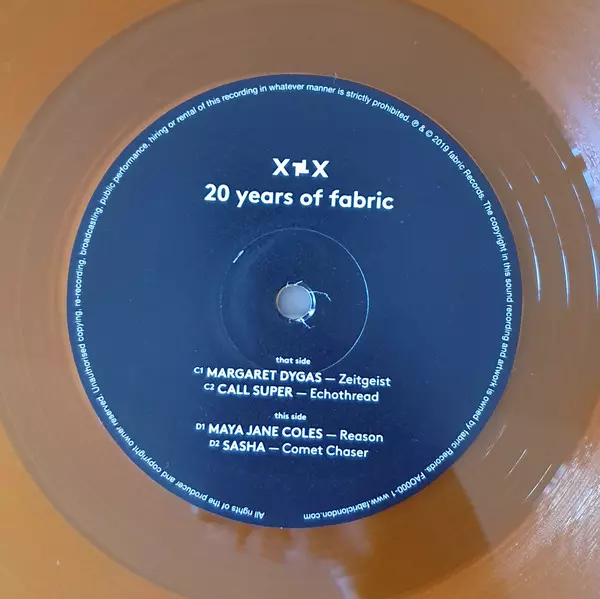 X X
20 years of fabric
that side
C1 MARGARET DYGAS — Zeitgeist
C2 CALL SUPER — Echothread
this side
D1 MAYA JANE COLES — Reason
D2 SASHA — Comet Chaser
All rights of the producer and copyright owner reserved. Unauthorised copying, re-recording, broadcasting, public performance, hiring or rental of this recording in whatever manner is strictly prohibited. ℗ & © 2019 fabric Records. The copyright in this sound recording and artwork is owned by fabric Records. FAO000-1 www.fabriclondon.com